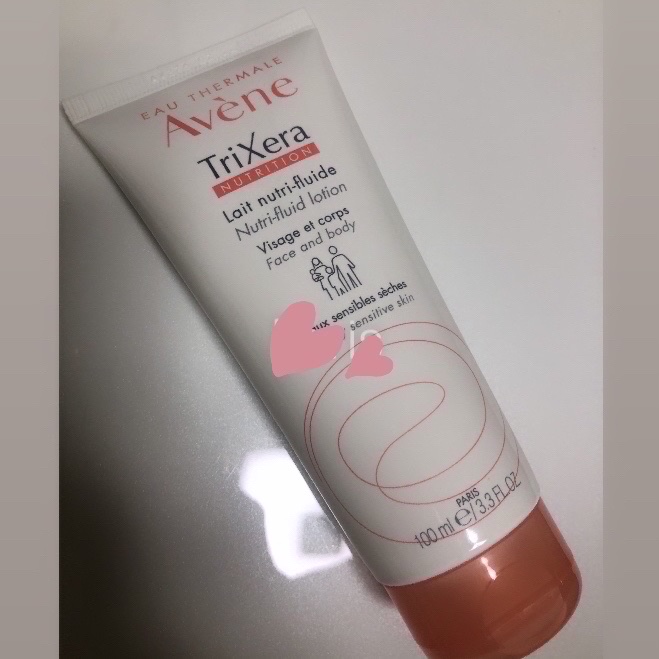 EAU THERMALE
Avène
TriXera
NUTRITION
Lait nutri-fluide
Nutri-fluid lotion
Visage et corps
Face and body
sensibles sèches
sensitive skin
PARIS
100 ml e/3.3 FL.OZ.